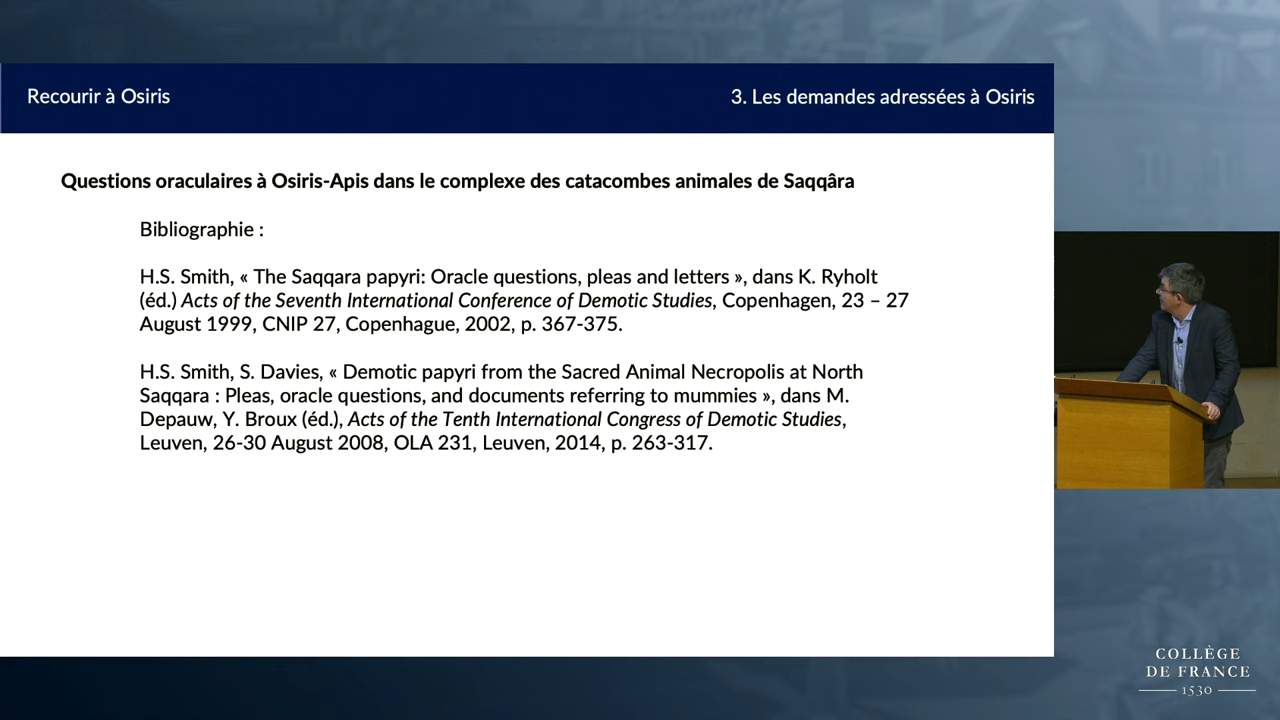 Recourir à Osiris
3. Les demandes adressées à Osiris
Questions oraculaires à Osiris-Apis dans le complexe des catacombes animales de Saqqâra
Bibliographie :
H.S. Smith, « The Saqqara papyri: Oracle questions, pleas and letters », dans K. Ryholt
(éd.) Acts of the Seventh International Conference of Demotic Studies, Copenhagen, 23 – 27
August 1999, CNIP 27, Copenhague, 2002, p. 367-375.
H.S. Smith, S. Davies, « Demotic papyri from the Sacred Animal Necropolis at North
Saqqara : Pleas, oracle questions, and documents referring to mummies », dans M.
Depauw, Y. Broux (éd.), Acts of the Tenth International Congress of Demotic Studies,
Leuven, 26-30 August 2008, OLA 231, Leuven, 2014, p. 263-317.
COLLÈGE
DE FRANCE
1530